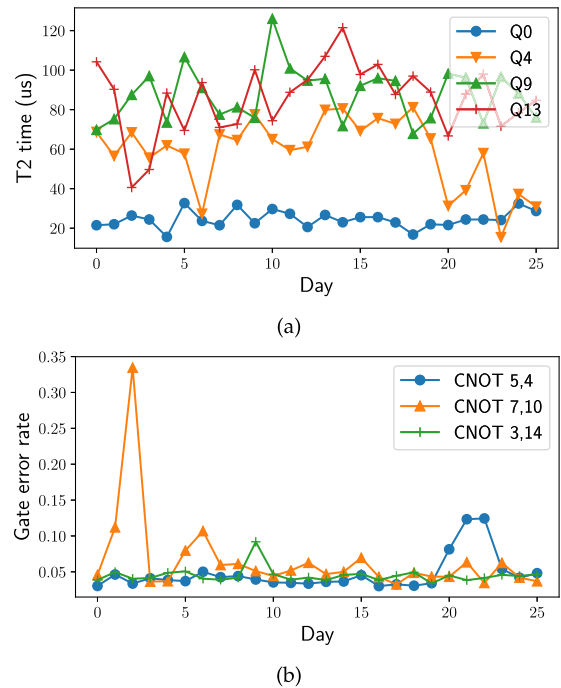 120
100
80
60
40
20
T2 time (us)
Q0
Q4
Q9
Q13
0 5 10 15 20 25
Day
(a)
0.35
0.30
0.25
0.20
0.15
0.10
0.05
Gate error rate
CNOT 5,4
CNOT 7,10
CNOT 3,14
0 5 10 15 20 25
Day
(b)